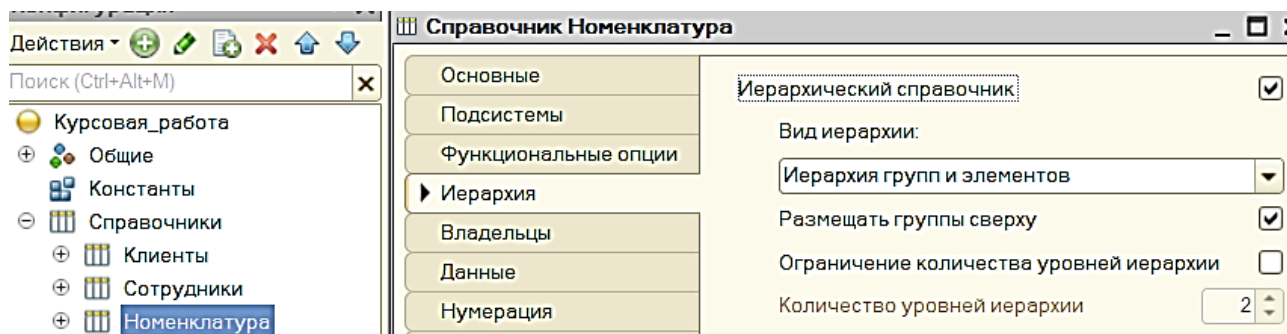 Справочник Номенклатура
Действия
Поиск (Ctrl+Alt+M)
Курсовая_работа
Общие
Константы
Справочники
Клиенты
Сотрудники
Номенклатура
Основные
Подсистемы
Функциональные опции
Иерархия
Владельцы
Данные
Нумерация
Иерархический справочник
Вид иерархии:
Иерархия групп и элементов
Размещать группы сверху
Ограничение количества уровней иерархии
Количество уровней иерархии 2